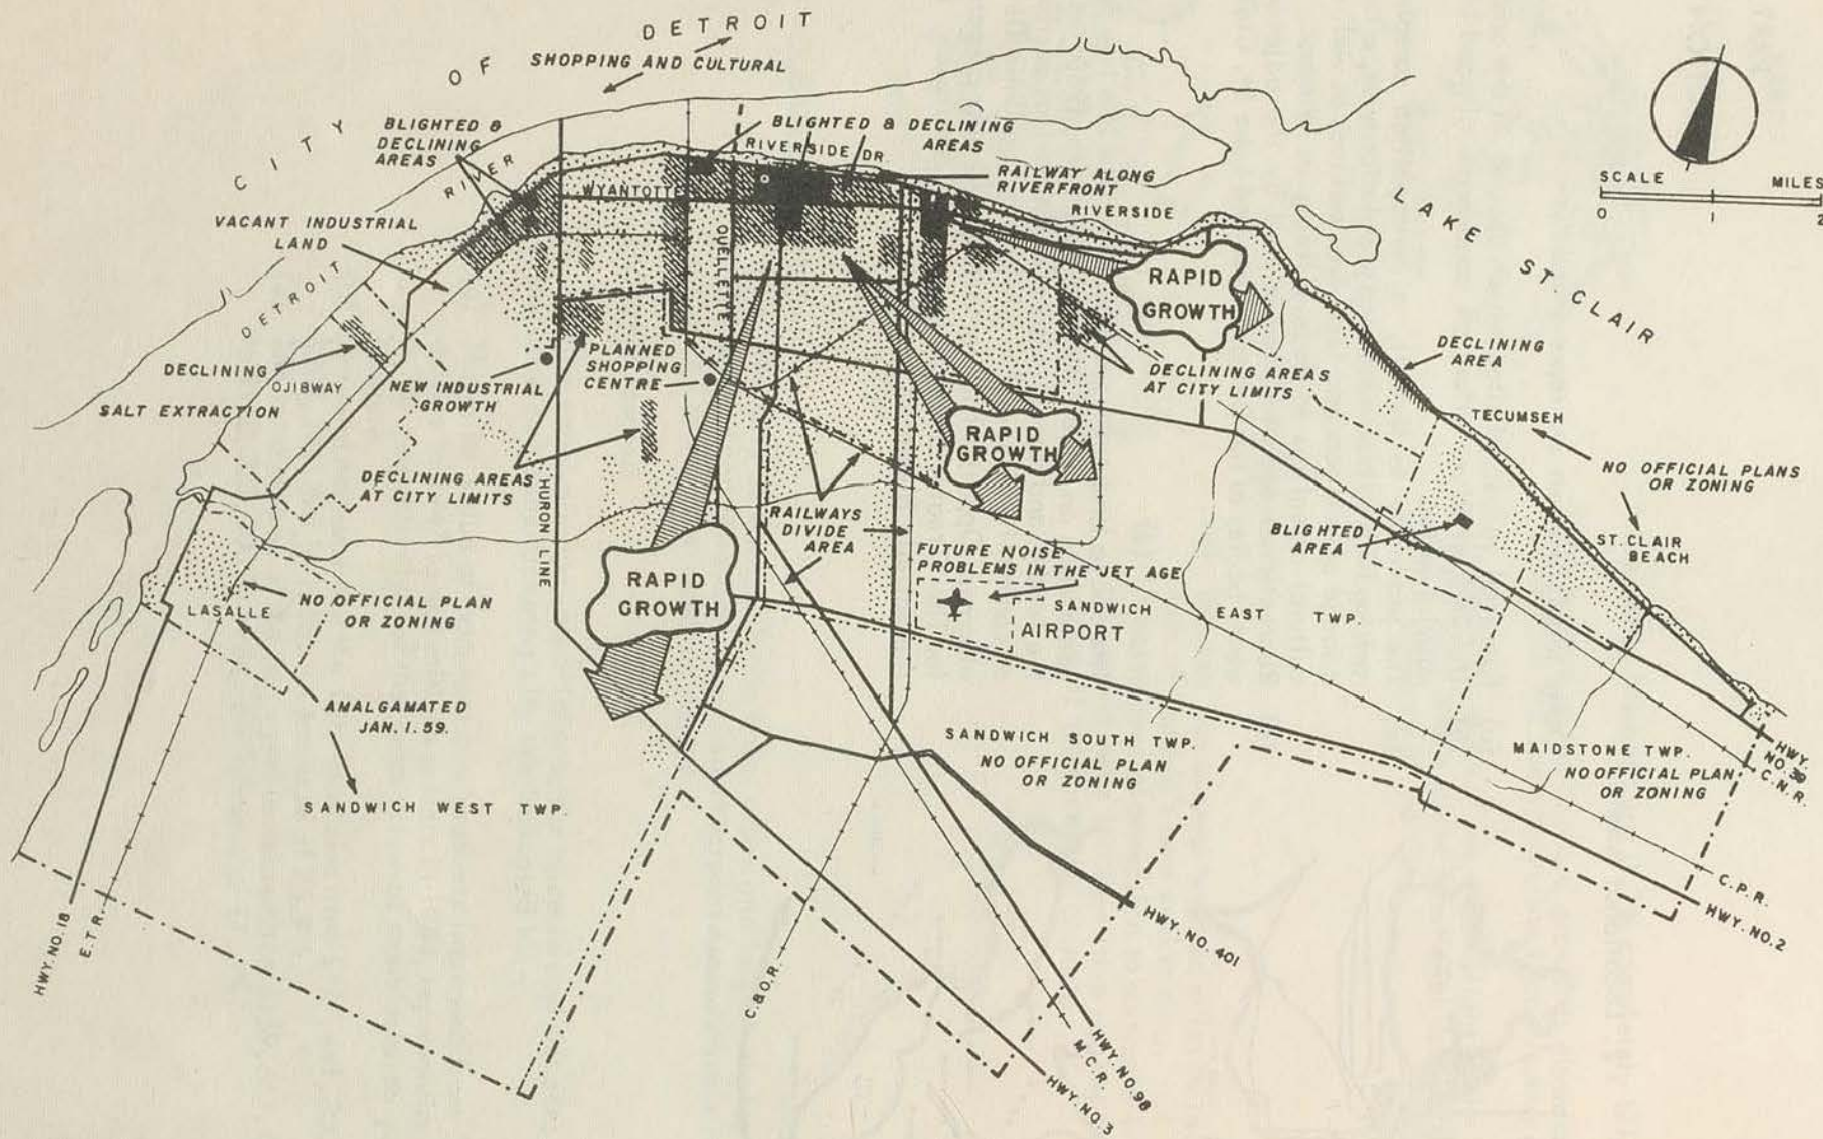 CITY OF DETROIT
SHOPPING AND CULTURAL
BLIGHTED &
DECLINING
AREAS
BLIGHTED & DECLINING
AREAS
RIVERSIDE DR
RAILWAY ALONG
RIVERFRONT
RIVERSIDE
WYANTOTTE
OUELLETTE
DETROIT RIVER
VACANT INDUSTRIAL
LAND
LAKE ST. CLAIR
SCALE MILES
0 1 2
RAPID
GROWTH
DECLINING
AREA
DECLINING AREAS
AT CITY LIMITS
TECUMSEH
NO OFFICIAL PLANS
OR ZONING
ST. CLAIR
BEACH
BLIGHTED
AREA
DECLINING
OJIBWAY
SALT EXTRACTION
NEW INDUSTRIAL
GROWTH
PLANNED
SHOPPING
CENTRE
DECLINING AREAS
AT CITY LIMITS
HURON LINE
RAPID
GROWTH
RAILWAYS
DIVIDE
AREA
FUTURE NOISE
PROBLEMS IN THE JET AGE
SANDWICH EAST TWP.
AIRPORT
RAPID
GROWTH
LASALLE
NO OFFICIAL PLAN
OR ZONING
AMALGAMATED
JAN. 1. 59.
SANDWICH WEST TWP.
SANDWICH SOUTH TWP.
NO OFFICIAL PLAN
OR ZONING
MAIDSTONE TWP.
NO OFFICIAL PLAN
OR ZONING
HWY.
NO. 39
C.N.R.
C.P.R.
HWY. NO. 2
HWY. NO. 401
HWY. NO. 98
M.C.R.
HWY. NO. 3
C.&O.R.
E.T.R.
HWY. NO. 18